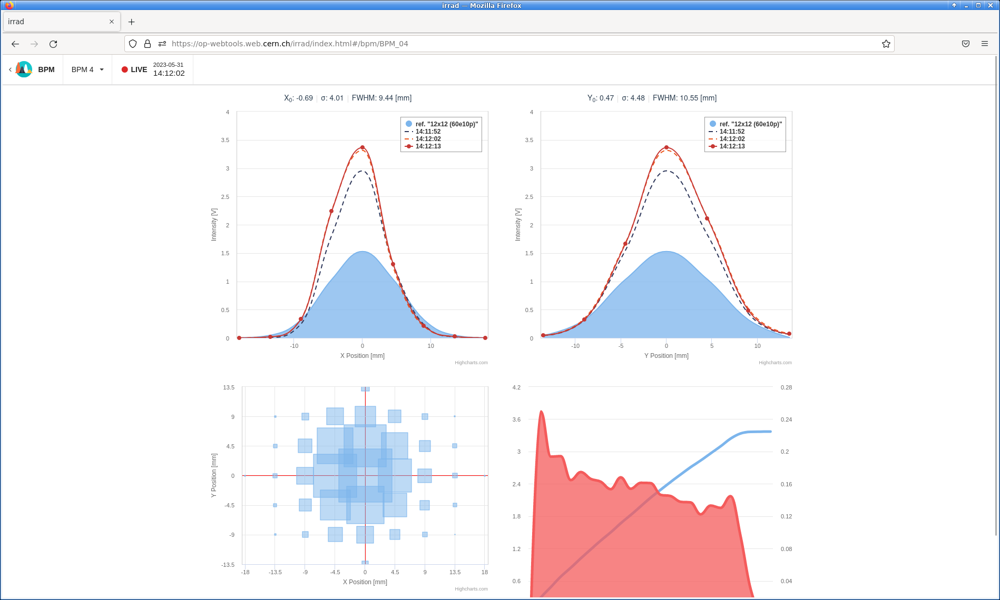 irrad — Mozilla Firefox
irrad
https://op-webtools.web.cern.ch/irrad/index.html#/bpm/BPM_04
BPM
BPM 4
LIVE
2023-05-31
14:12:02
X0: -0.69 | σ: 4.01 | FWHM: 9.44 [mm]
4
3.5
3
2.5
2
1.5
1
0.5
0
Intensity [V]
ref. "12x12 (60e10p)"
14:11:52
14:12:02
14:12:13
-10 0 10
X Position [mm]
Highcharts.com
Y0: 0.47 | σ: 4.48 | FWHM: 10.55 [mm]
4
3.5
3
2.5
2
1.5
1
0.5
0
Intensity [V]
ref. "12x12 (60e10p)"
14:11:52
14:12:02
14:12:13
-10 -5 0 5 10
Y Position [mm]
Highcharts.com
13.5
9
4.5
0
-4.5
-9
-13.5
Y Position [mm]
-18 -13.5 -9 -4.5 0 4.5 9 13.5 18
X Position [mm]
Highcharts.com
4.2
3.6
3
2.4
1.8
1.2
0.6
0.28
0.24
0.2
0.16
0.12
0.08
0.04